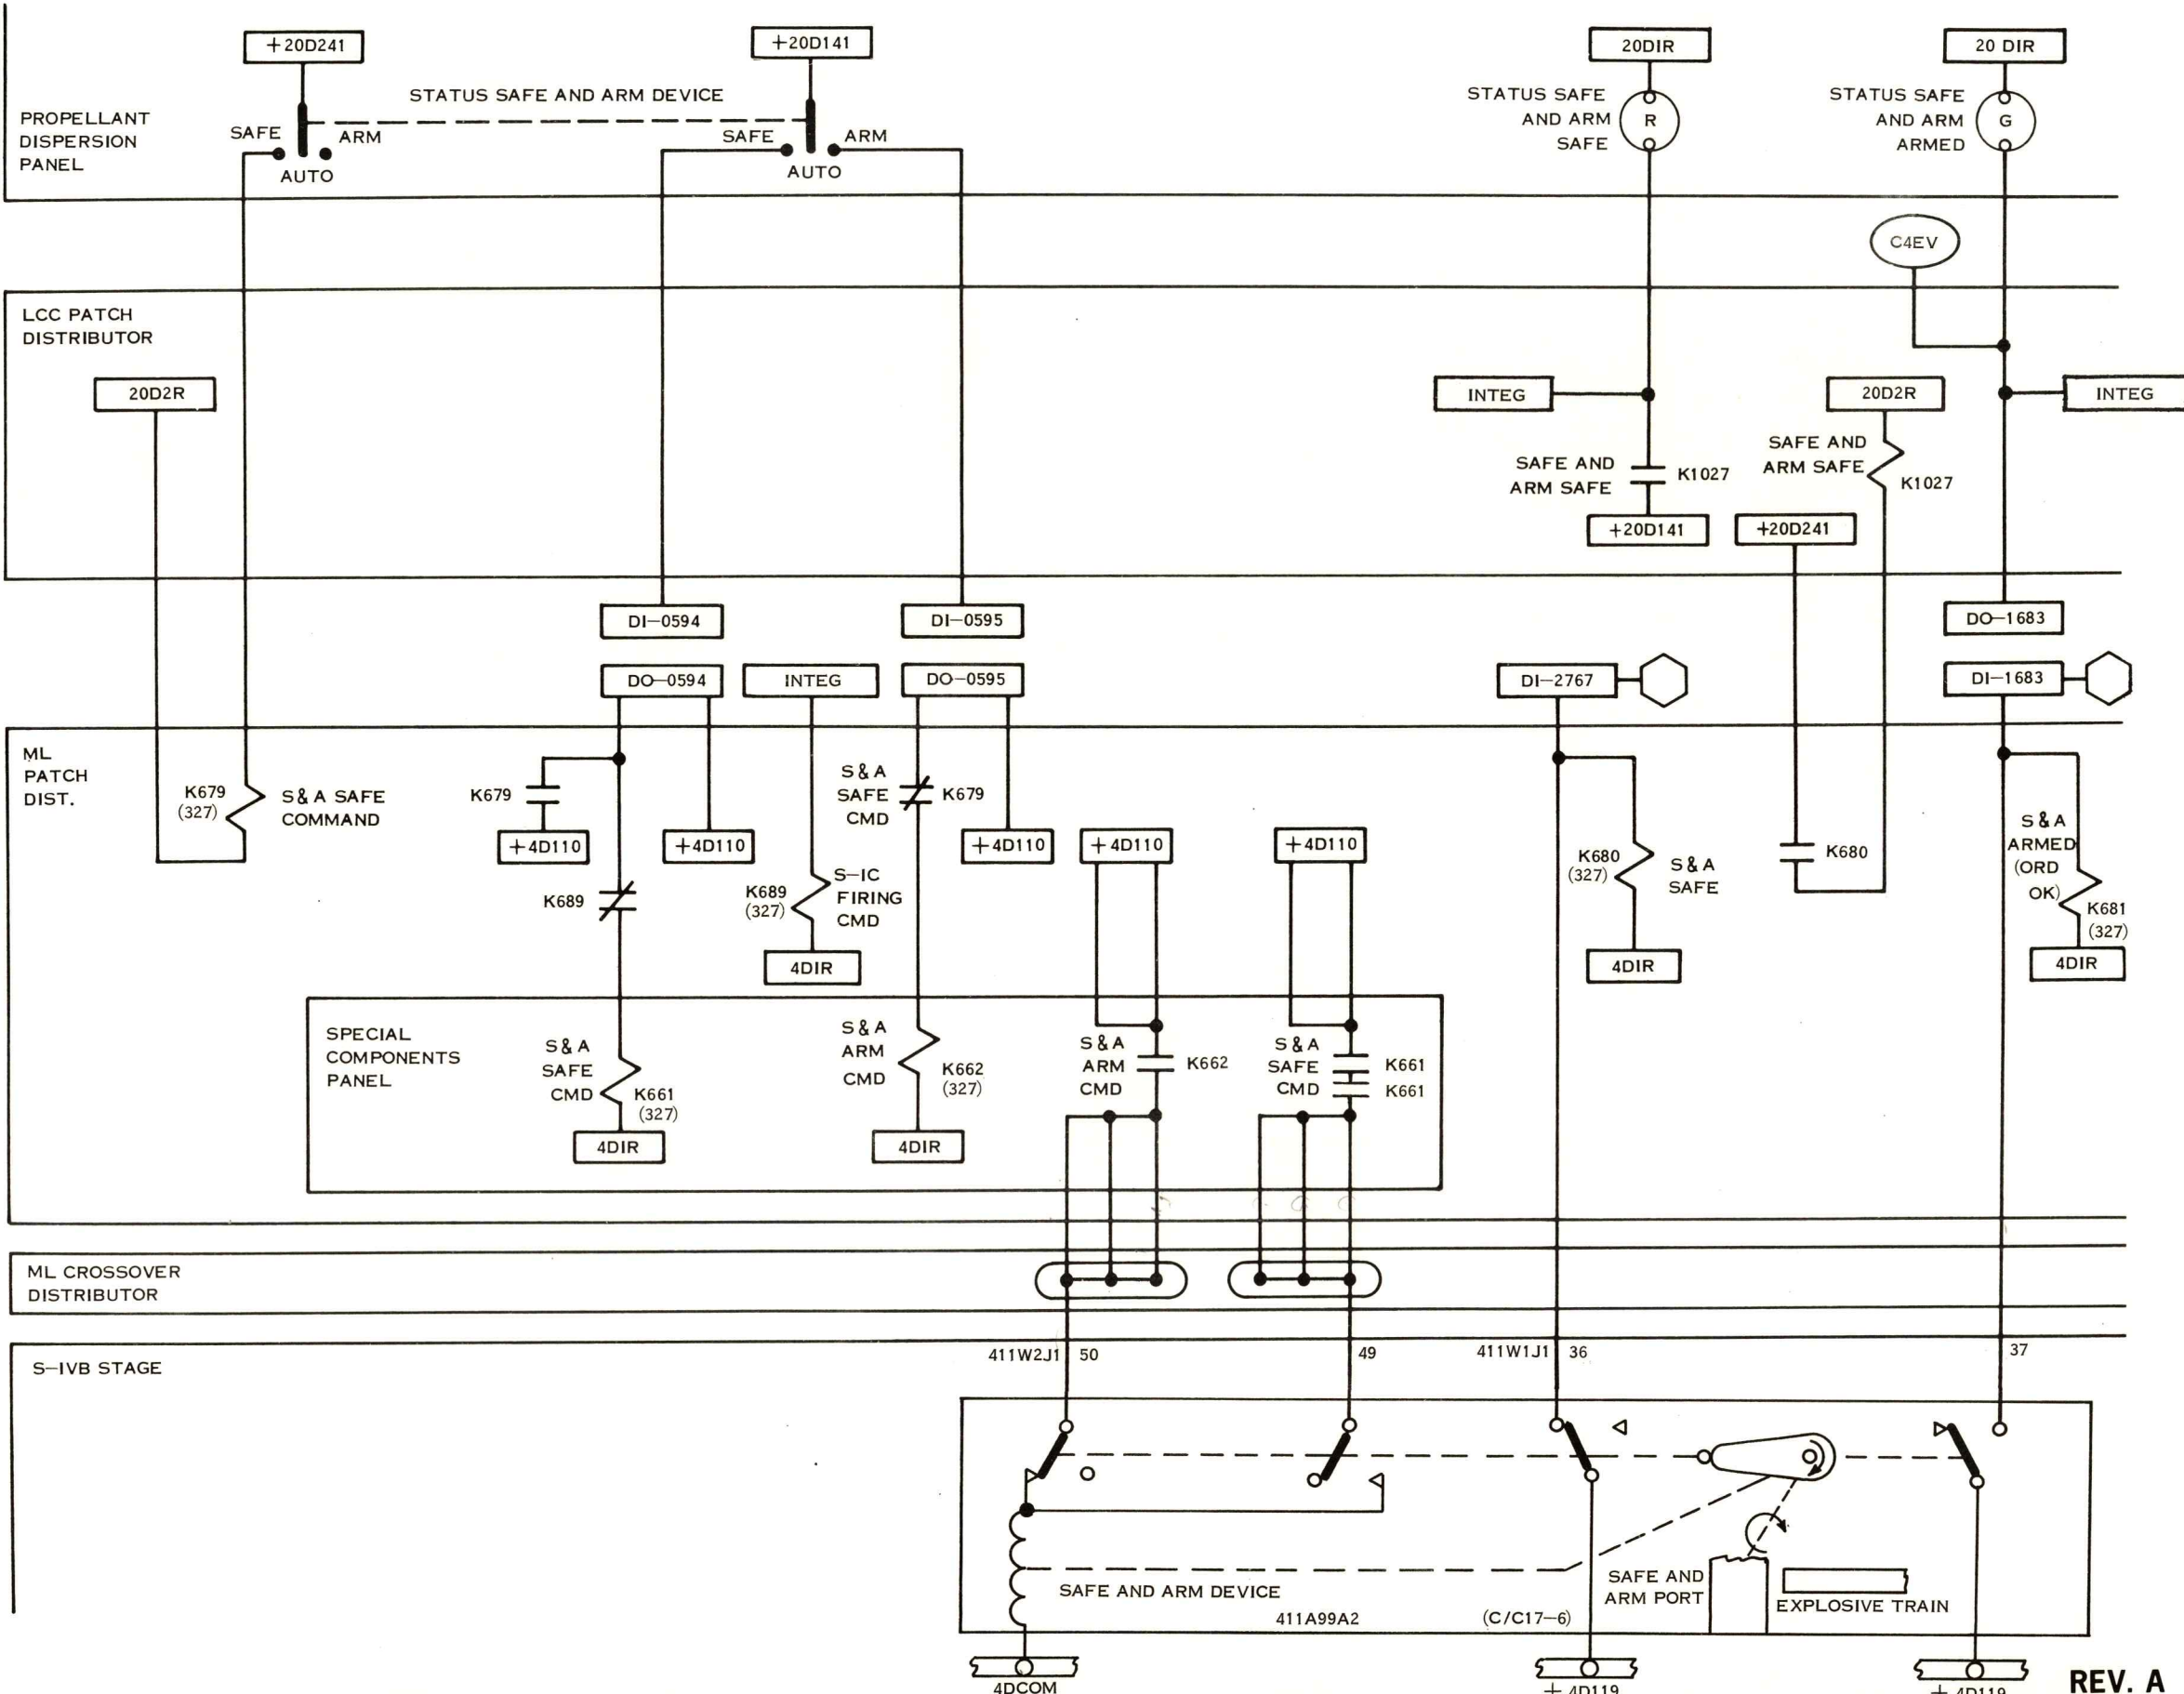 +20D241
+20D141
20DIR
20 DIR
STATUS SAFE AND ARM DEVICE
PROPELLANT
DISPERSION
PANEL
SAFE
ARM
AUTO
SAFE
ARM
AUTO
STATUS SAFE
AND ARM
SAFE
R
STATUS SAFE
AND ARM
ARMED
G
C4EV
LCC PATCH
DISTRIBUTOR
20D2R
INTEG
20D2R
INTEG
SAFE AND
ARM SAFE
K1027
SAFE AND
ARM SAFE
K1027
+20D141
+20D241
DI-0594
DI-0595
DO-1683
DO-0594
INTEG
DO-0595
DI-2767
DI-1683
ML
PATCH
DIST.
K679
(327)
S & A SAFE
COMMAND
K679
+4D110
+4D110
K689
K689
(327)
S-IC
FIRING
CMD
4DIR
S & A
SAFE
CMD
K679
+4D110
+4D110
+4D110
K680
(327)
S & A
SAFE
4DIR
K680
S & A
ARMED
(ORD
OK)
K681
(327)
4DIR
SPECIAL
COMPONENTS
PANEL
S & A
SAFE
CMD
K661
(327)
4DIR
S & A
ARM
CMD
K662
(327)
4DIR
S & A
ARM
CMD
K662
S & A
SAFE
CMD
K661
K661
ML CROSSOVER
DISTRIBUTOR
S-IVB STAGE
411W2J1
50
49
411W1J1
36
37
SAFE AND ARM DEVICE
411A99A2
(C/C17-6)
SAFE AND
ARM PORT
EXPLOSIVE TRAIN
4DCOM
+4D119
+4D119
REV. A